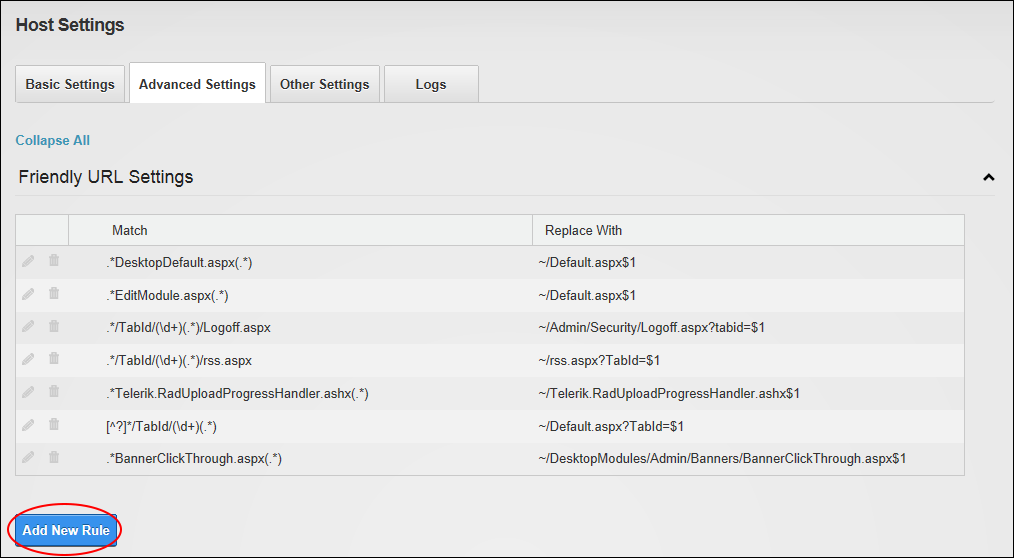 Host Settings
Basic Settings Advanced Settings Other Settings Logs
Collapse All
Friendly URL Settings
Match Replace With
.*DesktopDefault.aspx(.*) ~/Default.aspx$1
.*EditModule.aspx(.*) ~/Default.aspx$1
.*/TabId/(\d+)(.*)/Logoff.aspx ~/Admin/Security/Logoff.aspx?tabid=$1
.*/TabId/(\d+)(.*)/rss.aspx ~/rss.aspx?TabId=$1
.*Telerik.RadUploadProgressHandler.ashx(.*) ~/Telerik.RadUploadProgressHandler.ashx$1
[^?]*/TabId/(\d+)(.*) ~/Default.aspx?TabId=$1
.*BannerClickThrough.aspx(.*) ~/DesktopModules/Admin/Banners/BannerClickThrough.aspx$1
Add New Rule